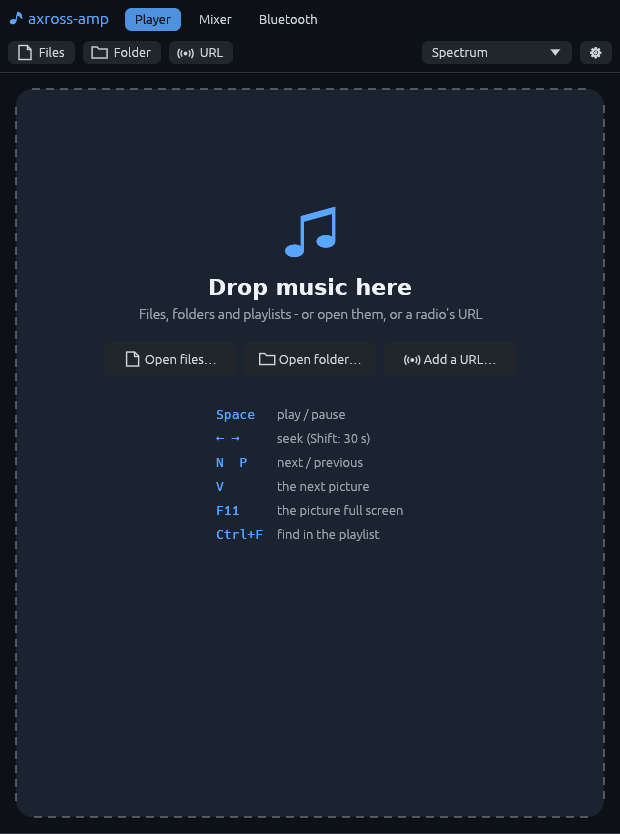 axross-amp Player Mixer Bluetooth
Files Folder URL Spectrum
Drop music here
Files, folders and playlists - or open them, or a radio's URL
Open files… Open folder… Add a URL…
Space play / pause
← → seek (Shift: 30 s)
N P next / previous
V the next picture
F11 the picture full screen
Ctrl+F find in the playlist